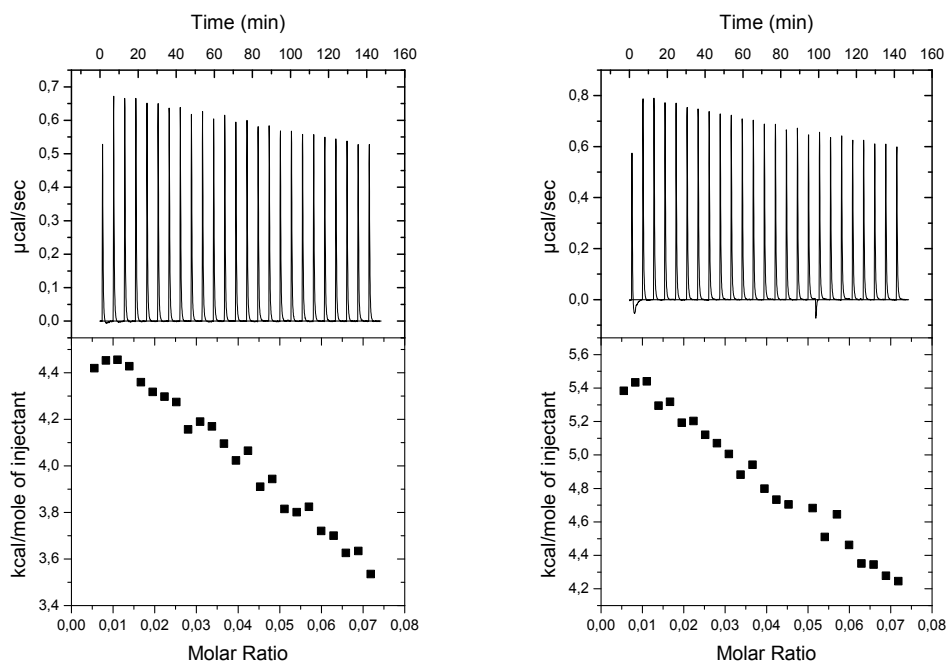 Time (min)
0 20 40 60 80 100 120 140 160
0,7
0,6
0,5
0,4
0,3
0,2
0,1
0,0
µcal/sec
4,4
4,2
4,0
3,8
3,6
3,4
kcal/mole of injectant
0,00 0,01 0,02 0,03 0,04 0,05 0,06 0,07 0,08
Molar Ratio
Time (min)
0 20 40 60 80 100 120 140 160
0,8
0,6
0,4
0,2
0,0
µcal/sec
5,6
5,4
5,2
5,0
4,8
4,6
4,4
4,2
kcal/mole of injectant
0,00 0,01 0,02 0,03 0,04 0,05 0,06 0,07 0,08
Molar Ratio